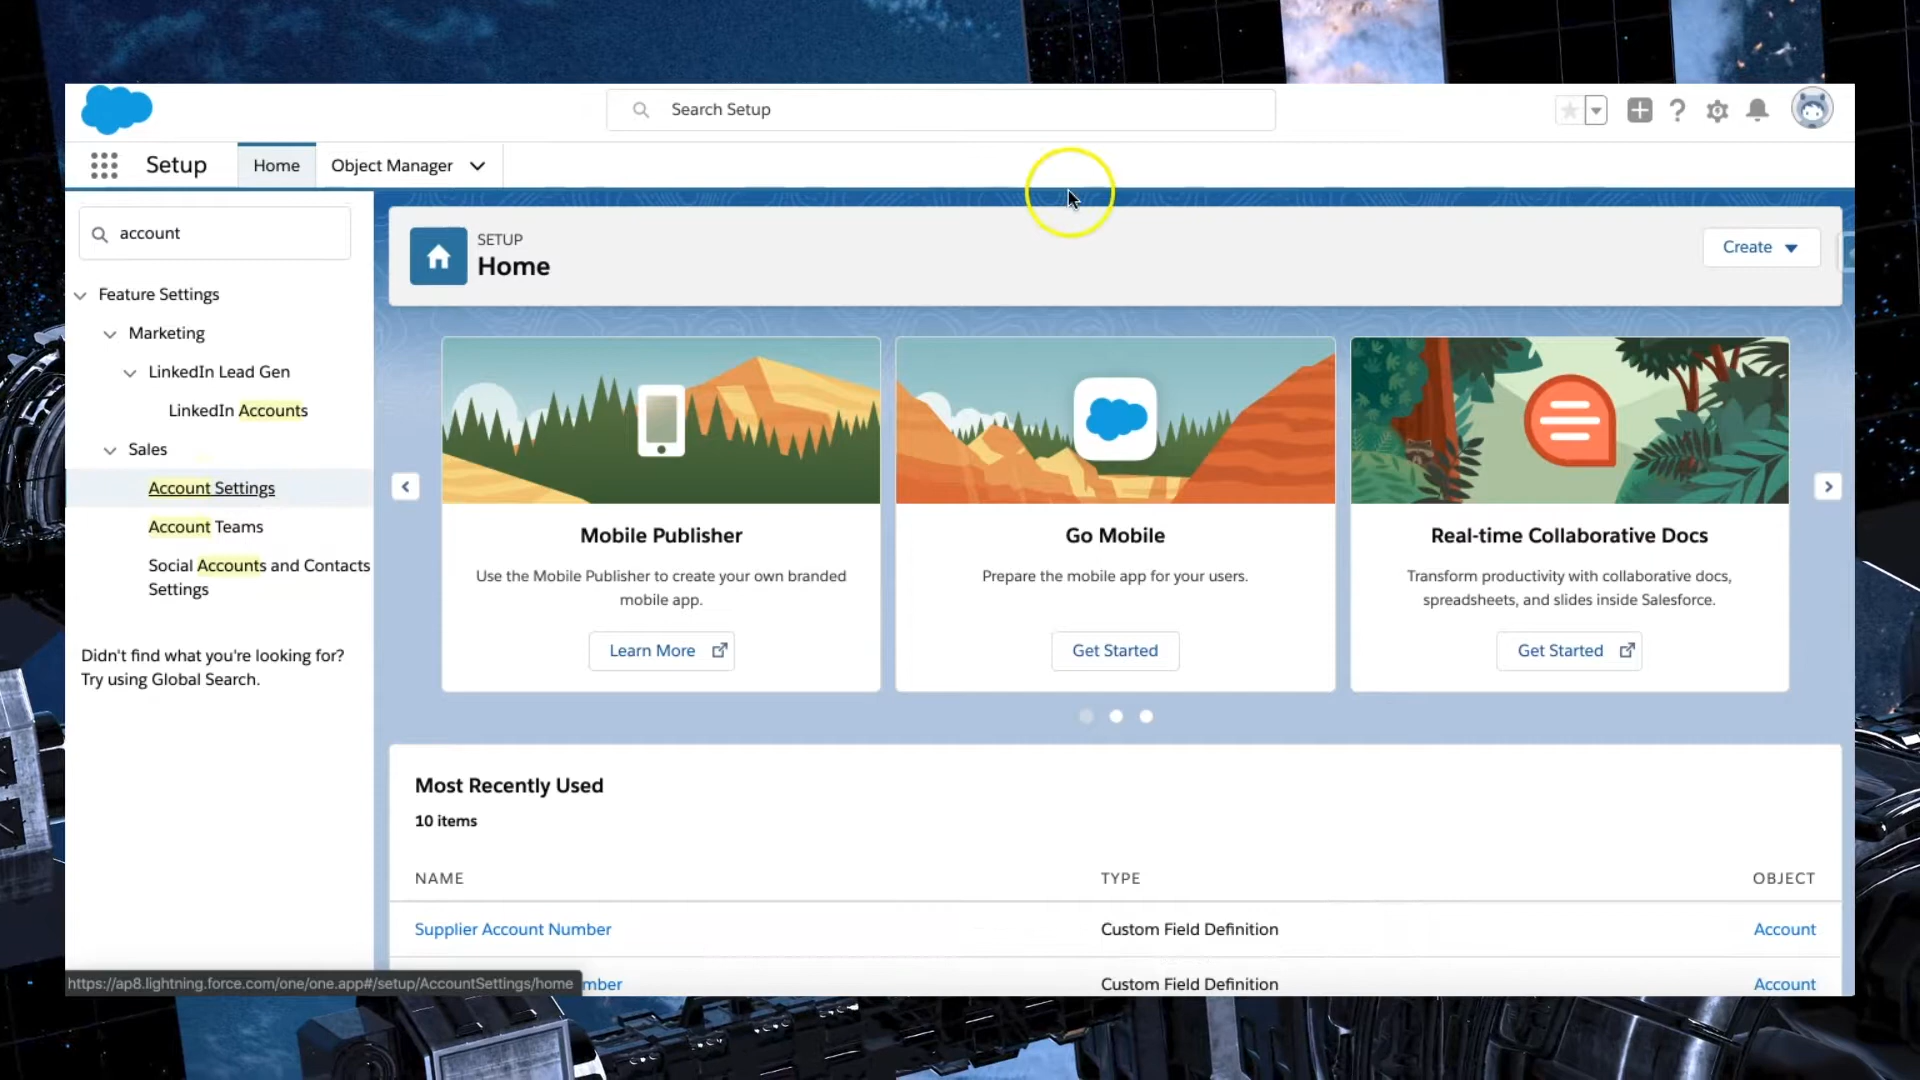 Search Setup
Setup
Home
Object Manager
account
Feature Settings
Marketing
LinkedIn Lead Gen
LinkedIn Accounts
Sales
Account Settings
Account Teams
Social Accounts and Contacts
Settings
Didn't find what you're looking for?
Try using Global Search.
SETUP
Home
Create
Mobile Publisher
Use the Mobile Publisher to create your own branded
mobile app.
Learn More
Go Mobile
Prepare the mobile app for your users.
Get Started
Real-time Collaborative Docs
Transform productivity with collaborative docs,
spreadsheets, and slides inside Salesforce.
Get Started
Most Recently Used
10 items
NAME TYPE OBJECT
Supplier Account Number Custom Field Definition Account
mber Custom Field Definition Account
https://ap8.lightning.force.com/one/one.app#/setup/AccountSettings/home